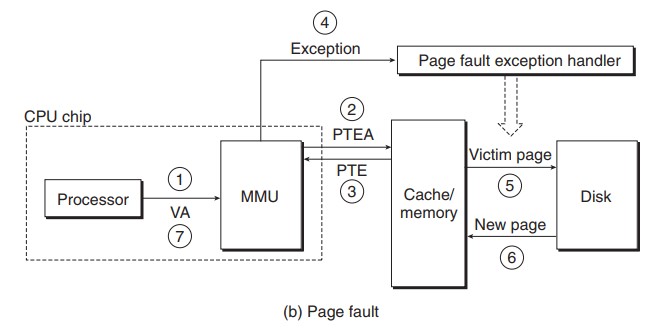 4
Exception
Page fault exception handler
CPU chip
2
PTEA
Victim page
1
PTE
Processor
MMU
3
Cache/
memory
5
Disk
VA
New page
7
6
(b) Page fault